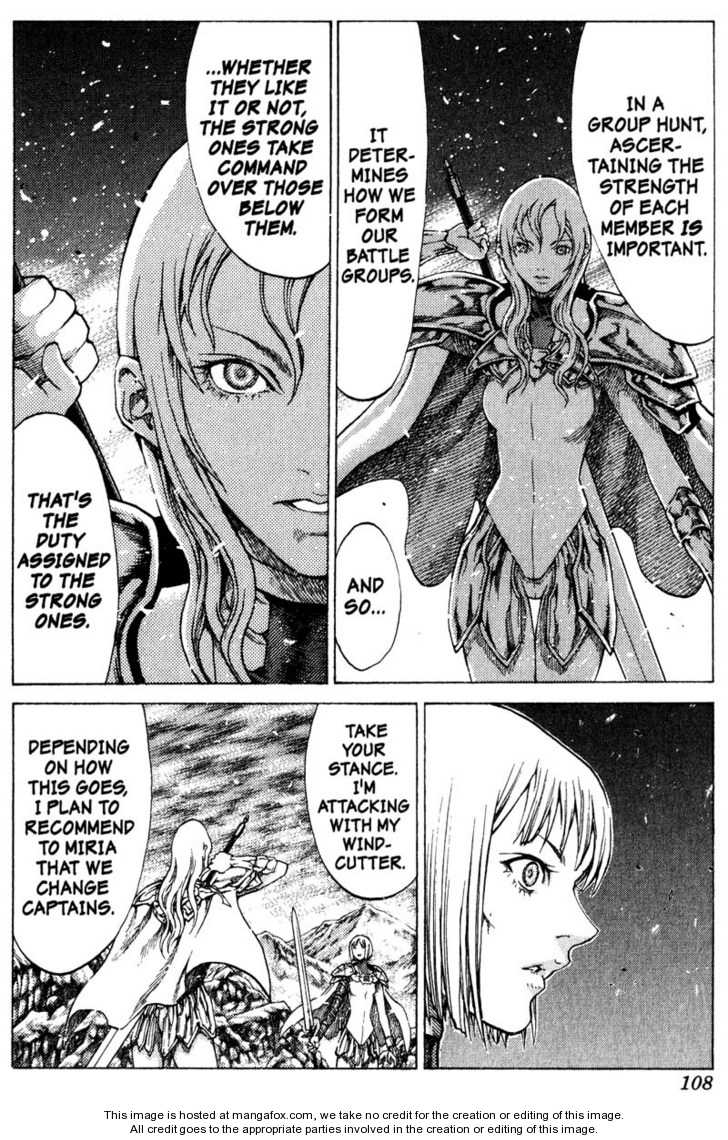 IN A
GROUP HUNT,
ASCER-
TAINING THE
STRENGTH
OF EACH
MEMBER IS
IMPORTANT.
IT
DETER-
MINES
HOW WE
FORM
OUR
BATTLE
GROUPS.
AND
SO...
...WHETHER
THEY LIKE
IT OR NOT,
THE STRONG
ONES TAKE
COMMAND
OVER THOSE
BELOW
THEM.
THAT'S
THE
DUTY
ASSIGNED
TO THE
STRONG
ONES.
TAKE
YOUR
STANCE.
I'M
ATTACKING
WITH MY
WIND-
CUTTER.
DEPENDING
ON HOW
THIS GOES,
I PLAN TO
RECOMMEND
TO MIRIA
THAT WE
CHANGE
CAPTAINS.
108
This image is hosted at mangafox.com, we take no credit for the creation or editing of this image.
All credit goes to the appropriate parties involved in the creation or editing of this image.